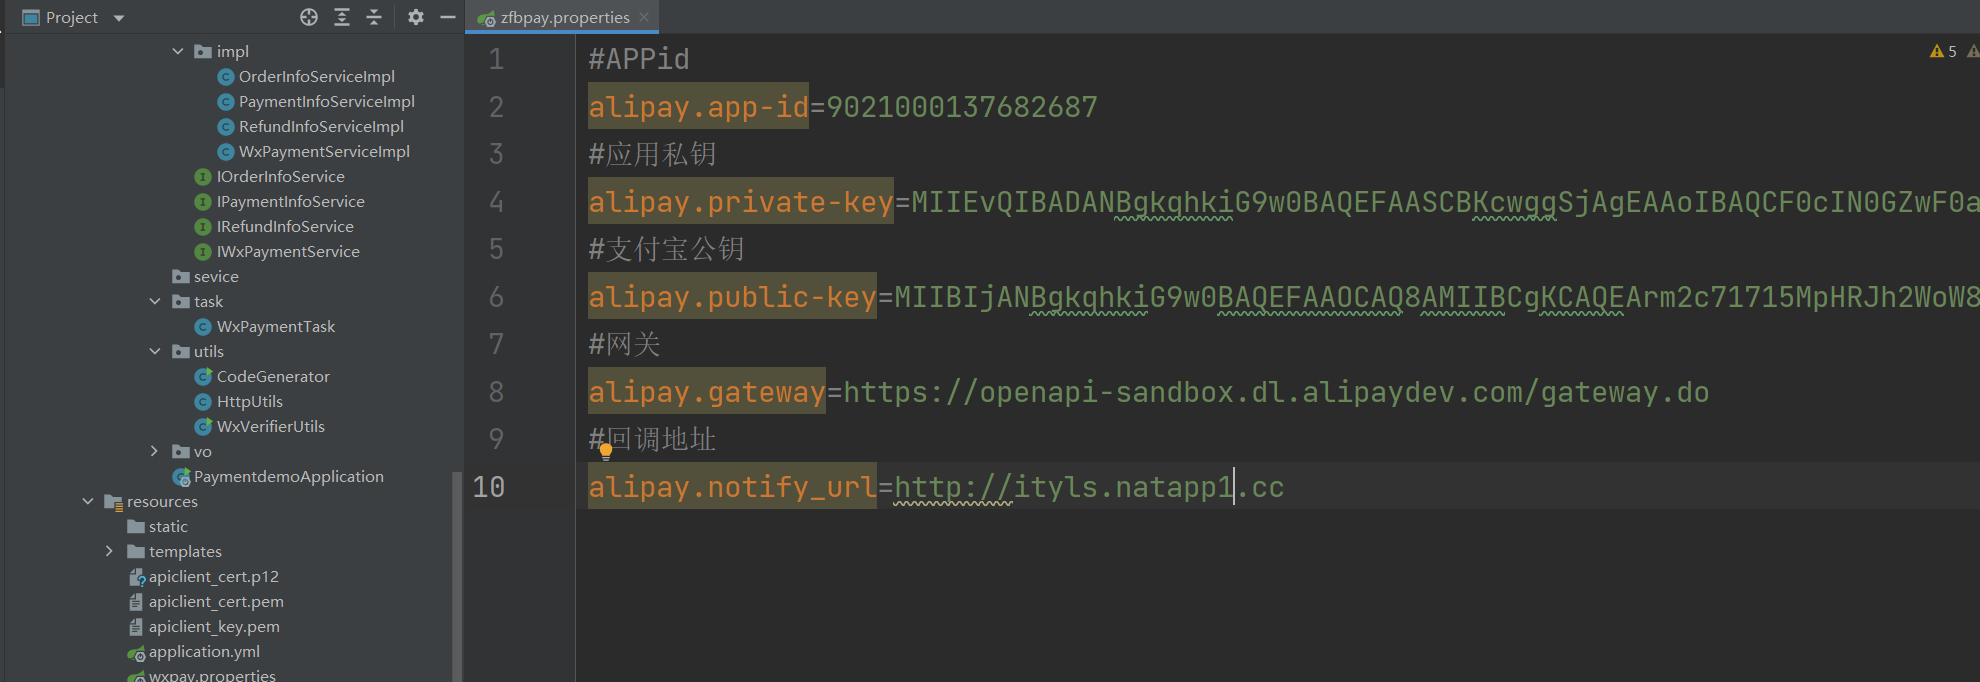 Project
zfbpay.properties
impl
OrderInfoServiceImpl
PaymentInfoServiceImpl
RefundInfoServiceImpl
WxPaymentServiceImpl
IOrderInfoService
IPaymentInfoService
IRefundInfoService
IWxPaymentService
sevice
task
WxPaymentTask
utils
CodeGenerator
HttpUtils
WxVerifierUtils
vo
PaymentdemoApplication
resources
static
templates
apiclient_cert.p12
apiclient_cert.pem
apiclient_key.pem
application.yml
wxpay.properties
5
1 #APPid
2 alipay.app-id=9021000137682687
3 #应用私钥
4 alipay.private-key=MIIEvQIBADANBgkqhkiG9w0BAQEFAASCBKcwggSjAgEAAoIBAQCF0cIN0GZwF0a
5 #支付宝公钥
6 alipay.public-key=MIIBIjANBgkqhkiG9w0BAQEFAAOCAQ8AMIIBCgKCAQEArm2c71715MpHRJh2WoW8
7 #网关
8 alipay.gateway=https://openapi-sandbox.dl.alipaydev.com/gateway.do
9 #回调地址
10 alipay.notify_url=http://ityls.natapp1.cc